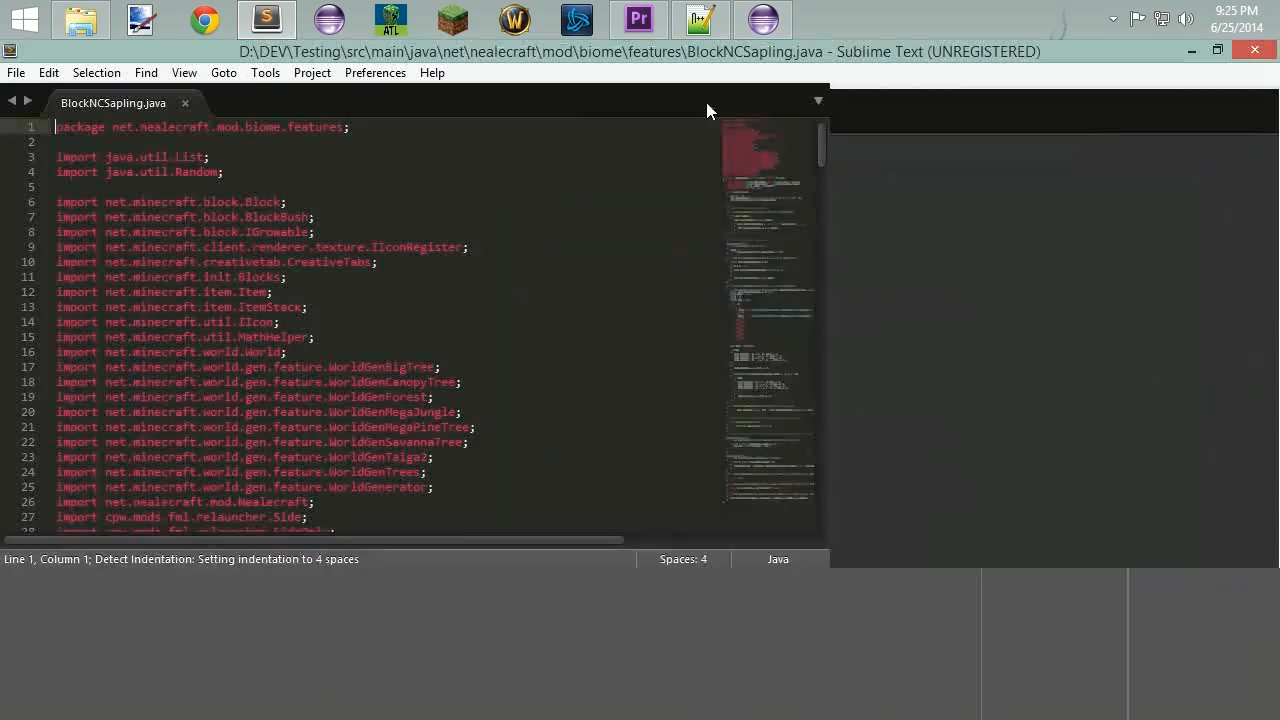 ATL
Pr
9:25 PM
6/25/2014
D:\DEV\Testing\src\main\java\net\nealecraft\mod\biome\features\BlockNCSapling.java - Sublime Text (UNREGISTERED)
File Edit Selection Find View Goto Tools Project Preferences Help
BlockNCSapling.java
1 package net.nealecraft.mod.biome.features;
2
3 import java.util.List;
4 import java.util.Random;
5
6 import net.minecraft.block.Block;
7 import net.minecraft.block.BlockBush;
8 import net.minecraft.block.IGrowable;
9 import net.minecraft.client.renderer.texture.IIconRegister;
10 import net.minecraft.creativetab.CreativeTabs;
11 import net.minecraft.init.Blocks;
12 import net.minecraft.item.Item;
13 import net.minecraft.item.ItemStack;
14 import net.minecraft.util.IIcon;
15 import net.minecraft.util.MathHelper;
16 import net.minecraft.world.World;
17 import net.minecraft.world.gen.feature.WorldGenBigTree;
18 import net.minecraft.world.gen.feature.WorldGenCanopyTree;
19 import net.minecraft.world.gen.feature.WorldGenForest;
20 import net.minecraft.world.gen.feature.WorldGenMegaJungle;
21 import net.minecraft.world.gen.feature.WorldGenMegaPineTree;
22 import net.minecraft.world.gen.feature.WorldGenSavannaTree;
23 import net.minecraft.world.gen.feature.WorldGenTaiga2;
24 import net.minecraft.world.gen.feature.WorldGenTrees;
25 import net.minecraft.world.gen.feature.WorldGenerator;
26 import net.nealecraft.mod.Nealecraft;
27 import cpw.mods.fml.relauncher.Side;
28 import cpw.mods.fml.relauncher.SideOnly;
Line 1, Column 1; Detect Indentation: Setting indentation to 4 spaces
Spaces: 4
Java